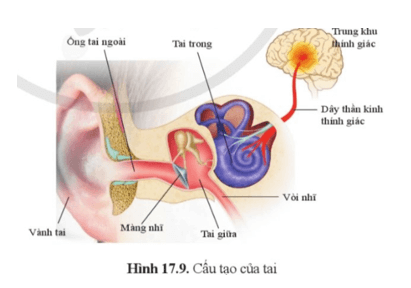 Trung khu
thính giác
Ống tai ngoài
Tai trong
Dây thần kinh
thính giác
Vòi nhĩ
Màng nhĩ
Vành tai
Tai giữa
Hình 17.9. Cấu tạo của tai